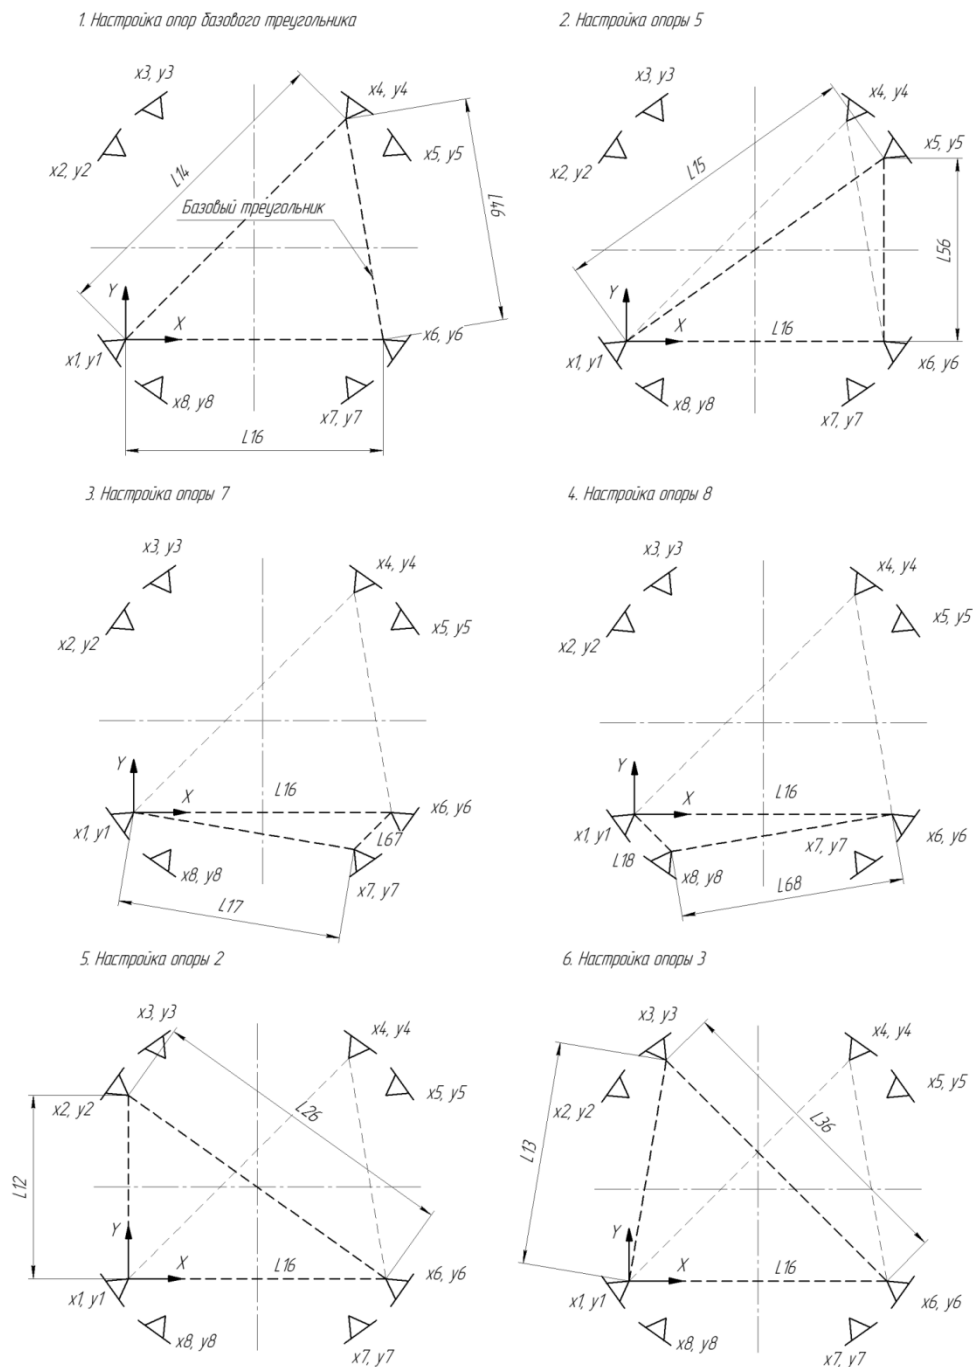 1. Настройка опор базового треугольника
x3, y3
x4, y4
x2, y2
x5, y5
L14
L46
Базовый треугольник
Y
X
x1, y1
x6, y6
x8, y8
x7, y7
L16
2. Настройка опоры 5
x3, y3
x4, y4
x2, y2
x5, y5
L15
L56
Y
X
L16
x1, y1
x6, y6
x8, y8
x7, y7
3. Настройка опоры 7
x3, y3
x4, y4
x2, y2
x5, y5
Y
X
L16
x1, y1
x6, y6
L67
x8, y8
x7, y7
L17
4. Настройка опоры 8
x3, y3
x4, y4
x2, y2
x5, y5
Y
X
L16
x1, y1
x6, y6
x7, y7
L18
x8, y8
L68
5. Настройка опоры 2
x3, y3
x4, y4
x2, y2
x5, y5
L26
L12
Y
X
L16
x1, y1
x6, y6
x8, y8
x7, y7
6. Настройка опоры 3
x3, y3
x4, y4
x2, y2
x5, y5
L36
L13
Y
X
L16
x1, y1
x6, y6
x8, y8
x7, y7